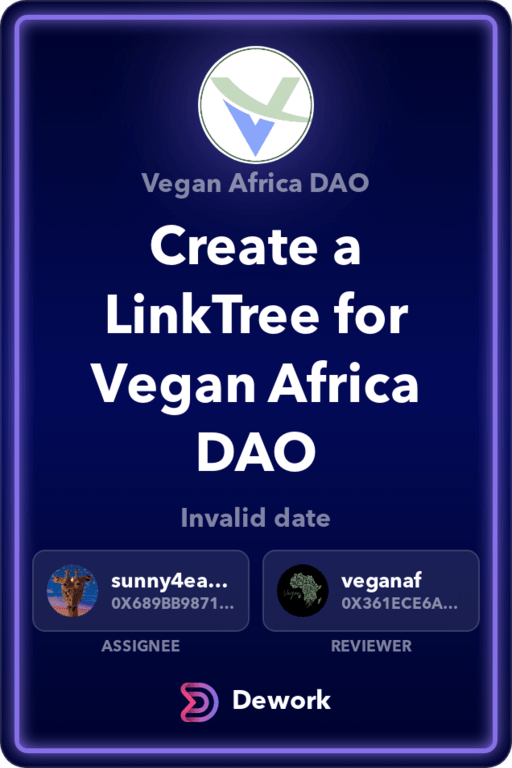 Vegan Africa DAO
Create a
LinkTree for
Vegan Africa
DAO
Invalid date
sunny4ea...
0X689BB9871...
ASSIGNEE
veganaf
0X361ECE6A...
REVIEWER
Dework